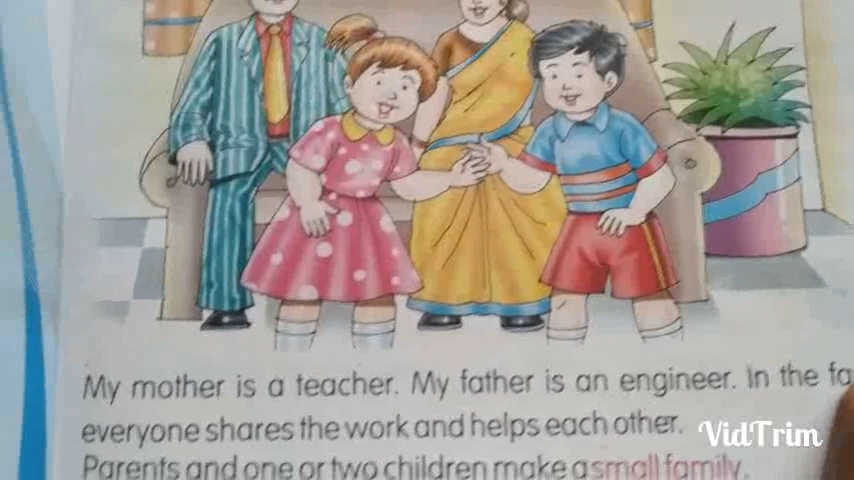 My mother is a teacher. My father is an engineer. In the
everyone shares the work and helps each other.
VidTrim
Parents and one or two children make a small family.